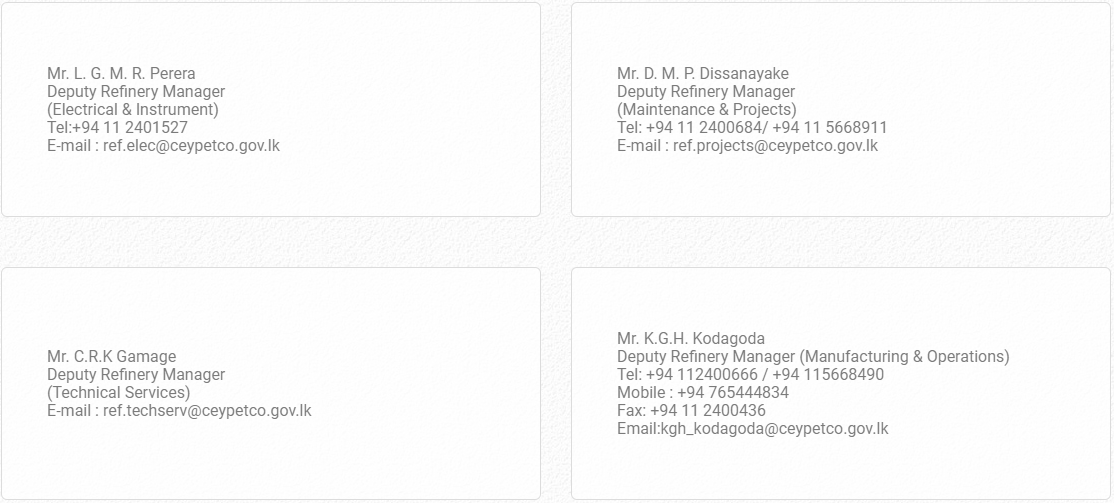 Mr. L. G. M. R. Perera
Deputy Refinery Manager
(Electrical & Instrument)
Tel:+94 11 2401527
E-mail : ref.elec@ceypetco.gov.lk
Mr. D. M. P. Dissanayake
Deputy Refinery Manager
(Maintenance & Projects)
Tel: +94 11 2400684/ +94 11 5668911
E-mail : ref.projects@ceypetco.gov.lk
Mr. C.R.K Gamage
Deputy Refinery Manager
(Technical Services)
E-mail : ref.techserv@ceypetco.gov.lk
Mr. K.G.H. Kodagoda
Deputy Refinery Manager (Manufacturing & Operations)
Tel: +94 112400666 / +94 115668490
Mobile : +94 765444834
Fax: +94 11 2400436
Email:kgh_kodagoda@ceypetco.gov.lk